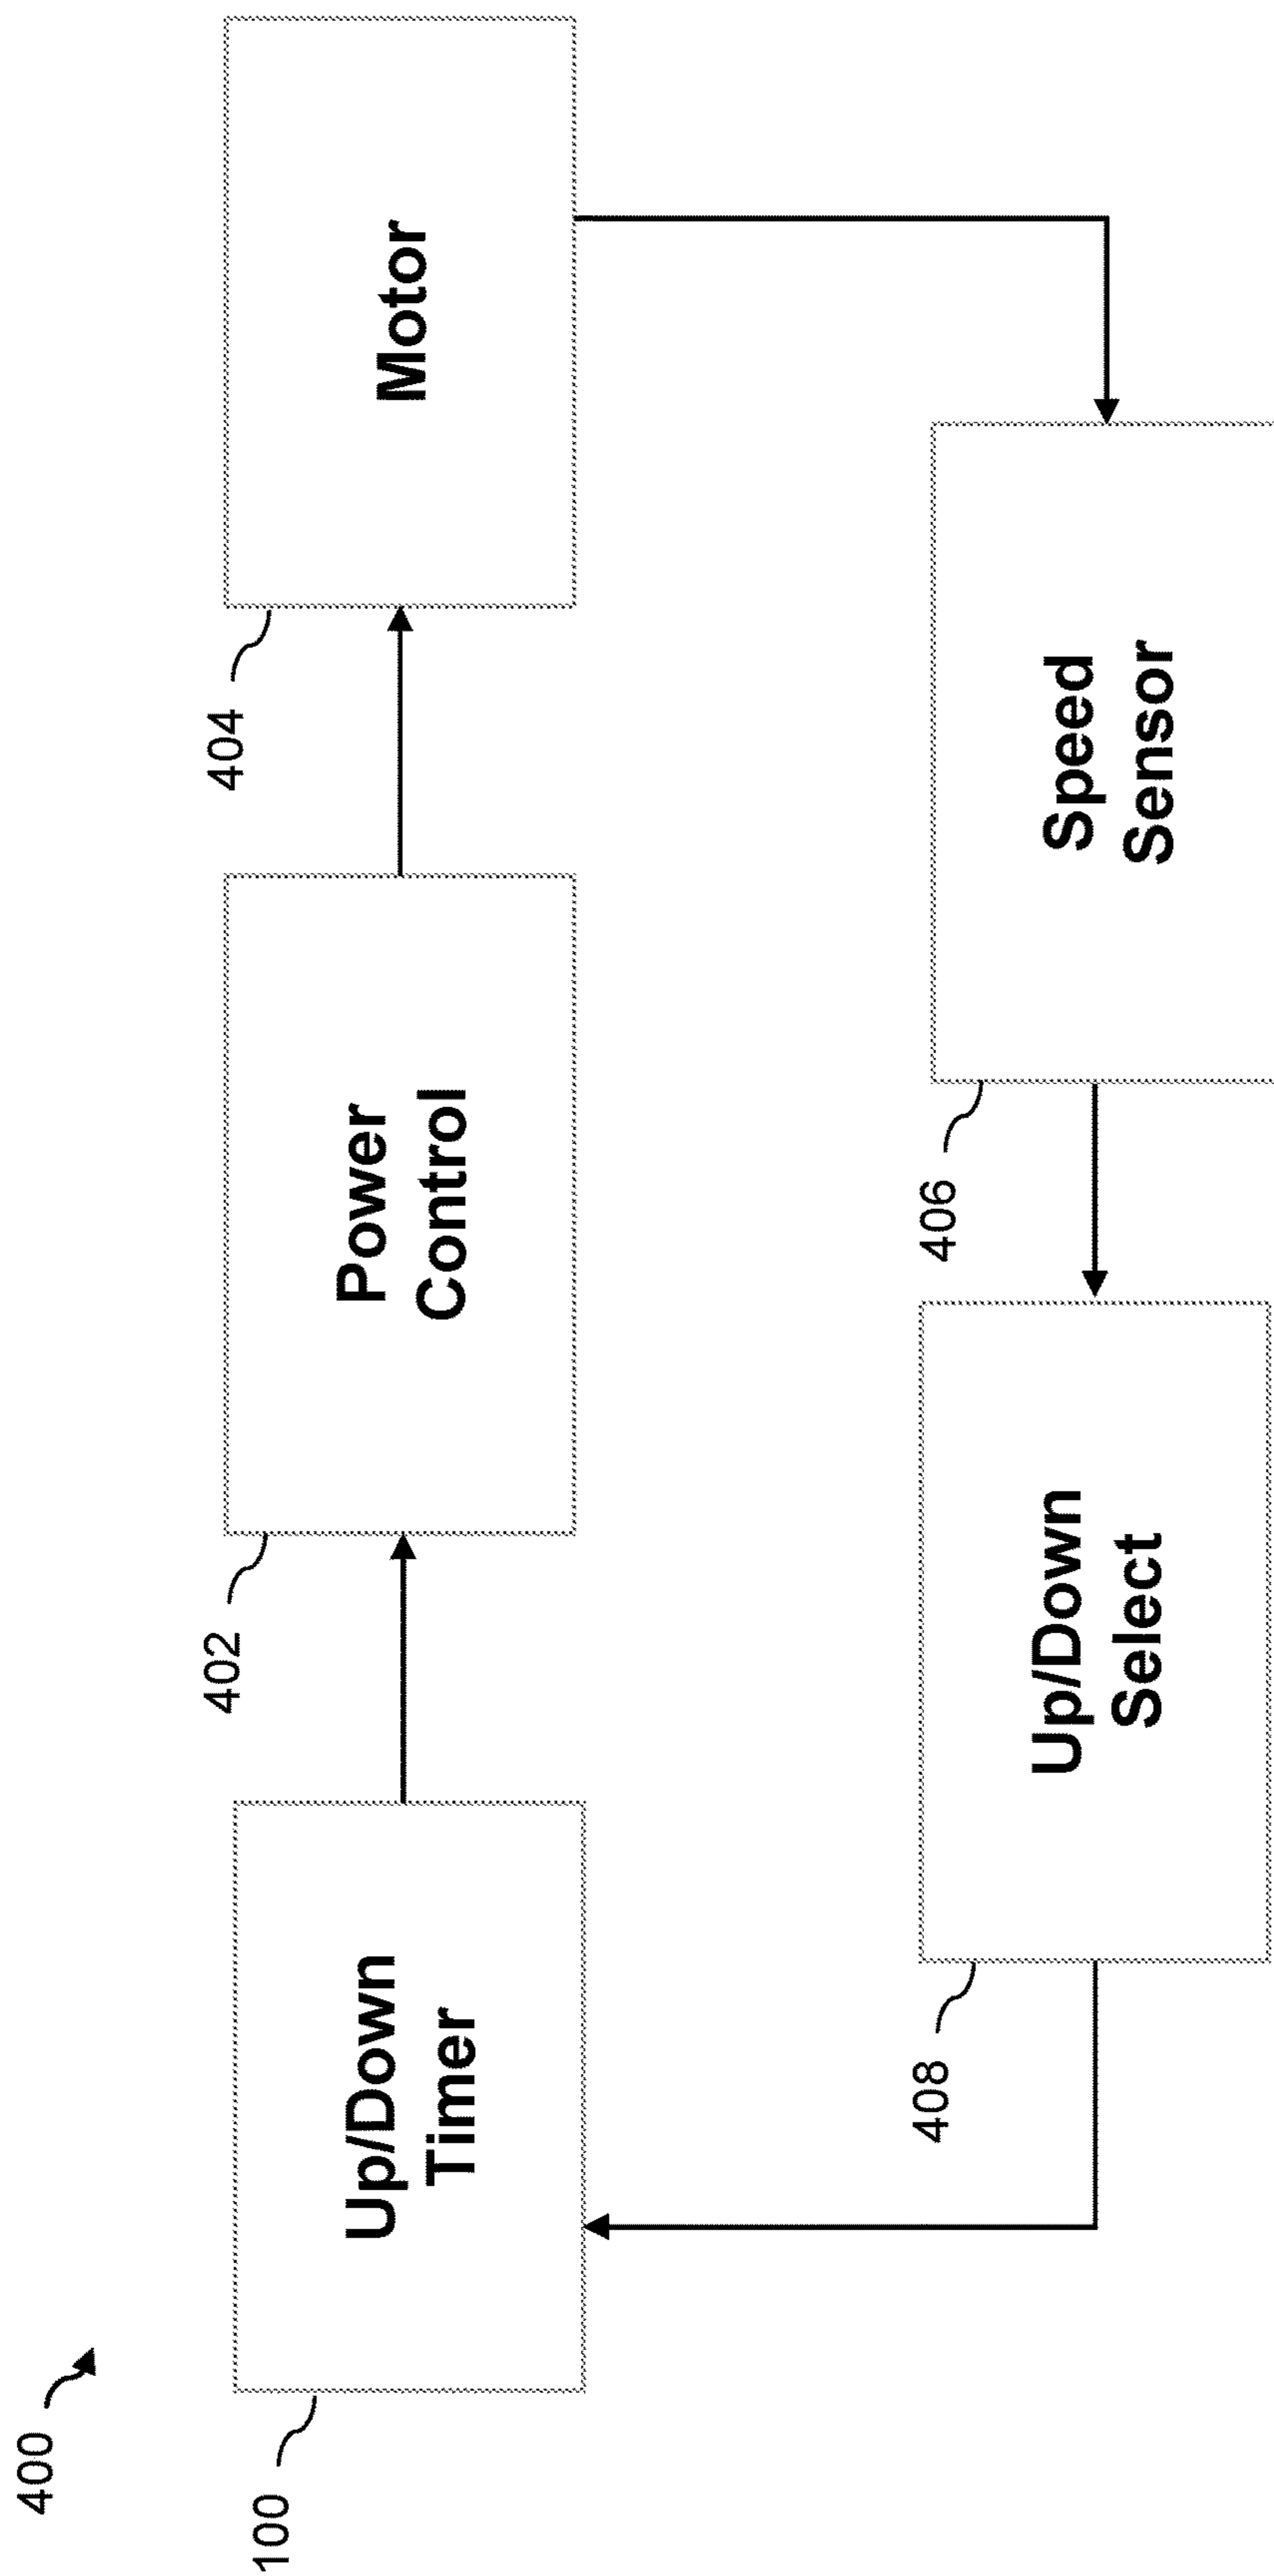 400
100
Up/Down
Timer
402
Power
Control
404
Motor
408
Up/Down
Select
406
Speed
Sensor